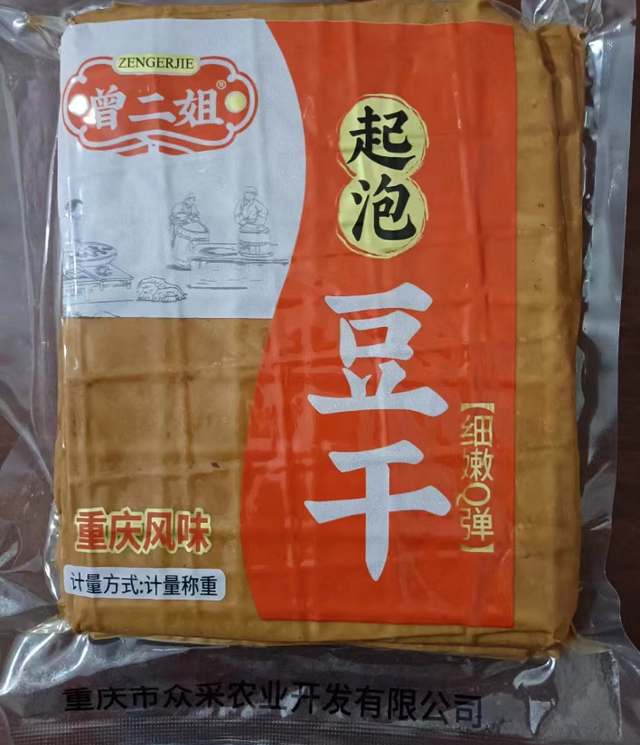 ZENGERJIE
曾二姐®
起泡
豆干
【细嫩Q弹】
重庆风味
计量方式:计量称重
重庆市众采农业开发有限公司